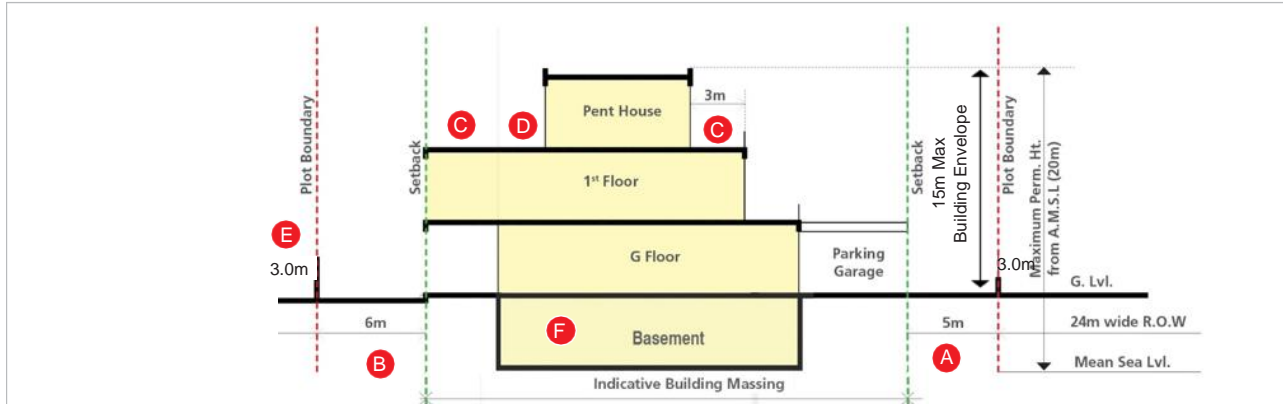 Plot Boundary
Setback
Pent House
3m
C
D
C
1st Floor
Setback
15m Max
Building Envelope
Plot Boundary
Maximum Perm. Ht.
from A.M.S.L (20m)
E
3.0m
G Floor
Parking
Garage
3.0m
G. Lvl.
6m
F
Basement
5m
24m wide R.O.W
B
A
Mean Sea Lvl.
Indicative Building Massing